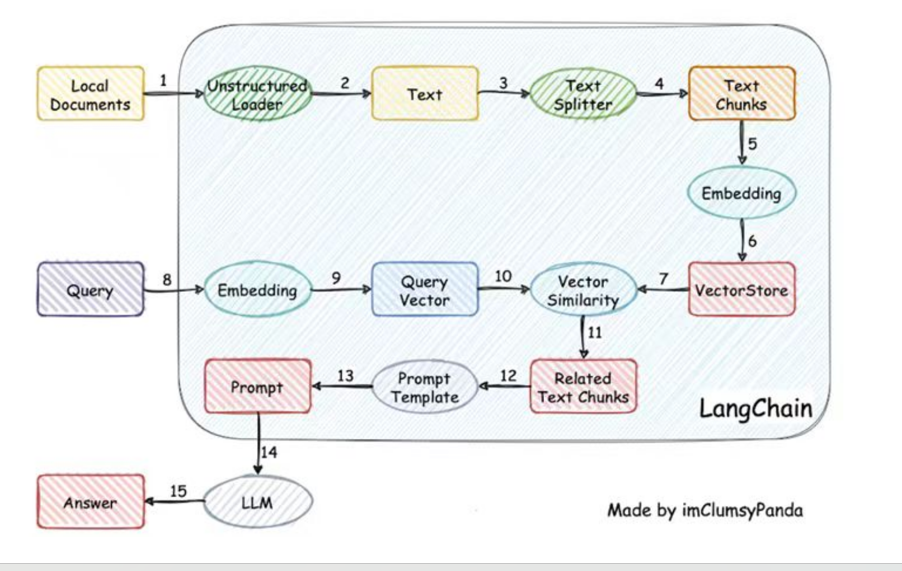 Local
Documents
1
Unstructured
Loader
2
Text
3
Text
Splitter
4
Text
Chunks
5
Embedding
6
Query
8
Embedding
9
Query
Vector
10
Vector
Similarity
7
VectorStore
11
Prompt
13
Prompt
Template
12
Related
Text Chunks
LangChain
14
Answer
15
LLM
Made by imClumsyPanda